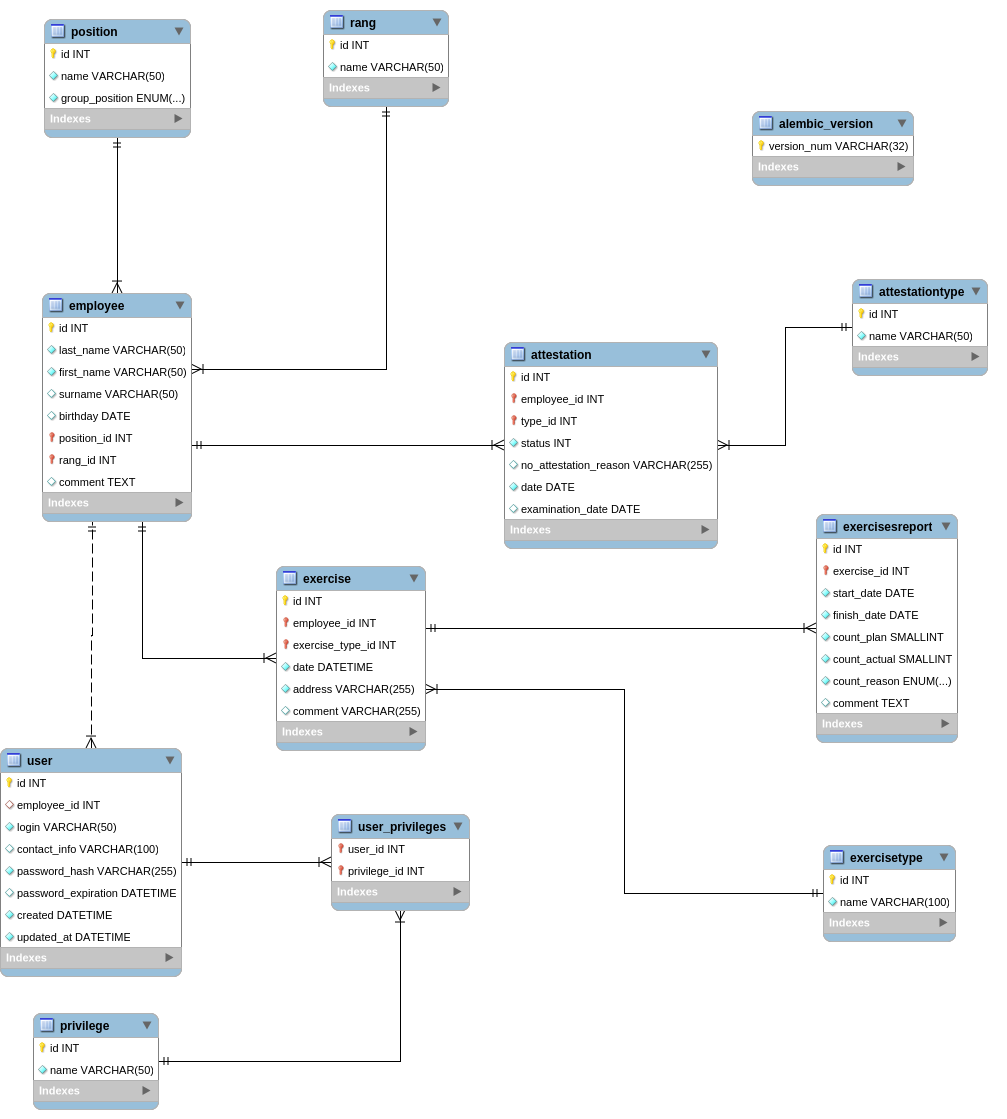 position
id INT
name VARCHAR(50)
group_position ENUM(...)
Indexes
rang
id INT
name VARCHAR(50)
Indexes
alembic_version
version_num VARCHAR(32)
Indexes
employee
id INT
last_name VARCHAR(50)
first_name VARCHAR(50)
surname VARCHAR(50)
birthday DATE
position_id INT
rang_id INT
comment TEXT
Indexes
attestation
id INT
employee_id INT
type_id INT
status INT
no_attestation_reason VARCHAR(255)
date DATE
examination_date DATE
Indexes
attestationtype
id INT
name VARCHAR(50)
Indexes
exercise
id INT
employee_id INT
exercise_type_id INT
date DATETIME
address VARCHAR(255)
comment VARCHAR(255)
Indexes
exercisesreport
id INT
exercise_id INT
start_date DATE
finish_date DATE
count_plan SMALLINT
count_actual SMALLINT
count_reason ENUM(...)
comment TEXT
Indexes
user
id INT
employee_id INT
login VARCHAR(50)
contact_info VARCHAR(100)
password_hash VARCHAR(255)
password_expiration DATETIME
created DATETIME
updated_at DATETIME
Indexes
user_privileges
user_id INT
privilege_id INT
Indexes
exercisetype
id INT
name VARCHAR(100)
Indexes
privilege
id INT
name VARCHAR(50)
Indexes